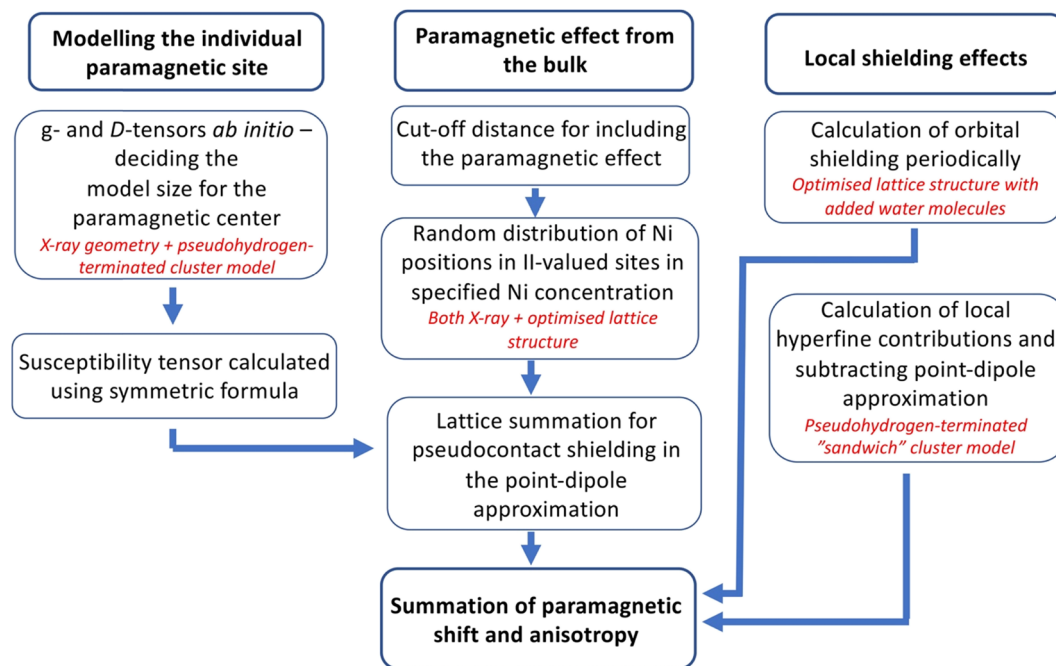 Modelling the individual
paramagnetic site
g- and D-tensors ab initio –
deciding the
model size for the
paramagnetic center
X-ray geometry + pseudohydrogen-
terminated cluster model
Susceptibility tensor calculated
using symmetric formula
Paramagnetic effect from
the bulk
Cut-off distance for including
the paramagnetic effect
Random distribution of Ni
positions in II-valued sites in
specified Ni concentration
Both X-ray + optimised lattice
structure
Lattice summation for
pseudocontact shielding in
the point-dipole
approximation
Local shielding effects
Calculation of orbital
shielding periodically
Optimised lattice structure with
added water molecules
Calculation of local
hyperfine contributions and
subtracting point-dipole
approximation
Pseudohydrogen-terminated
”sandwich” cluster model
Summation of paramagnetic
shift and anisotropy